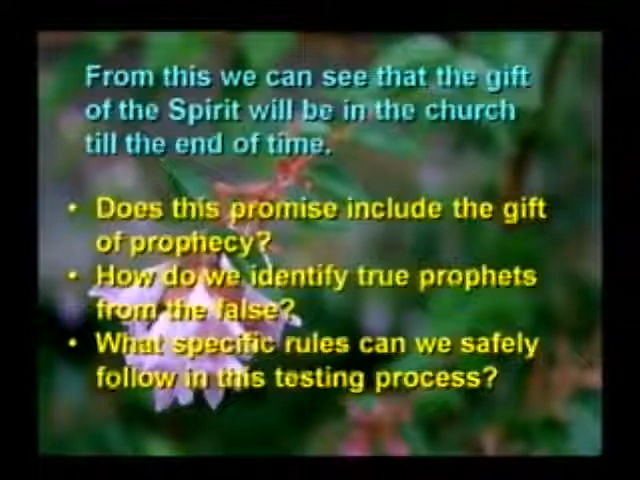 From this we can see that the gift
of the Spirit will be in the church
till the end of time.
• Does this promise include the gift
of prophecy?
• How do we identify true prophets
from the false?
• What specific rules can we safely
follow in this testing process?